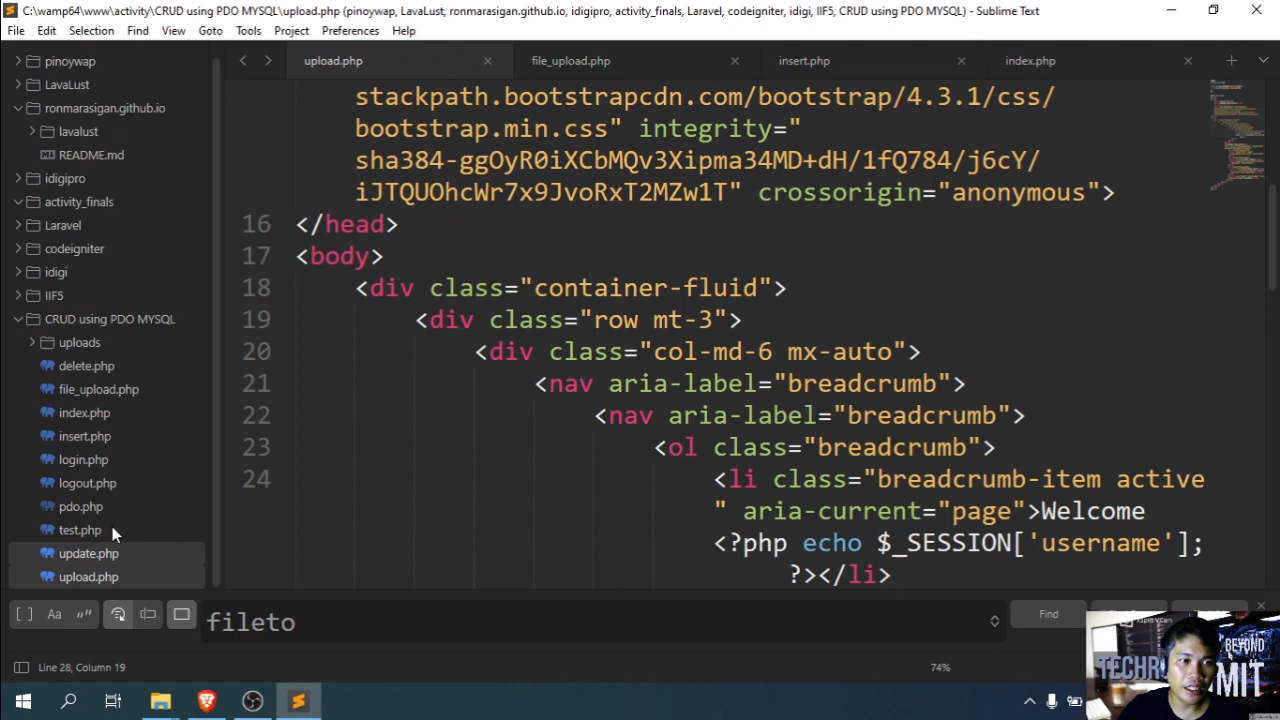 C:\wamp64\www\activity\CRUD using PDO MYSQL\upload.php (pinoywap, LavaLust, ronmarasigan.github.io, idigipro, activity_finals, Laravel, codeigniter, idigi, IIF5, CRUD using PDO MYSQL) - Sublime Text
File Edit Selection Find View Goto Tools Project Preferences Help
pinoywap
LavaLust
ronmarasigan.github.io
lavalust
README.md
idigipro
activity_finals
Laravel
codeigniter
idigi
IIF5
CRUD using PDO MYSQL
uploads
delete.php
file_upload.php
index.php
insert.php
login.php
logout.php
pdo.php
test.php
update.php
upload.php
upload.php file_upload.php insert.php index.php
stackpath.bootstrapcdn.com/bootstrap/4.3.1/css/
bootstrap.min.css" integrity="
sha384-ggOyR0iXCbMQv3Xipma34MD+dH/1fQ784/j6cY/
iJTQUOhcWr7x9JvoRxT2MZw1T" crossorigin="anonymous">
16 </head>
17 <body>
18 <div class="container-fluid">
19 <div class="row mt-3">
20 <div class="col-md-6 mx-auto">
21 <nav aria-label="breadcrumb">
22 <nav aria-label="breadcrumb">
23 <ol class="breadcrumb">
24 <li class="breadcrumb-item active
" aria-current="page">Welcome
<?php echo $_SESSION['username'];
?></li>
[ ] Aa “” fileto Find
Line 28, Column 19 74%
XSplit VCam
BEYOND
MIT